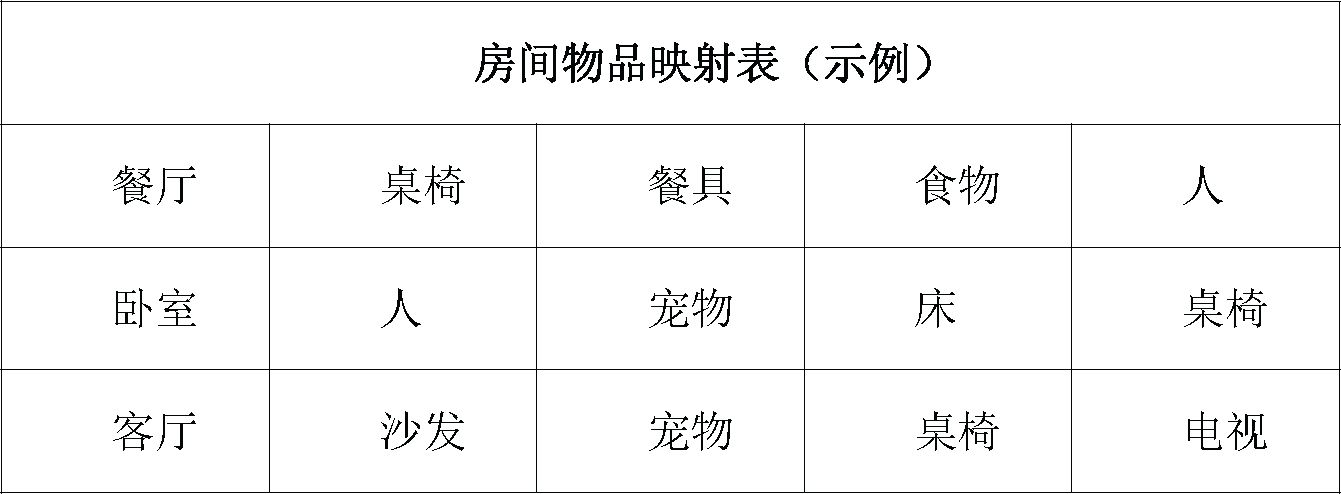 房间物品映射表（示例）
餐厅 桌椅 餐具 食物 人
卧室 人 宠物 床 桌椅
客厅 沙发 宠物 桌椅 电视